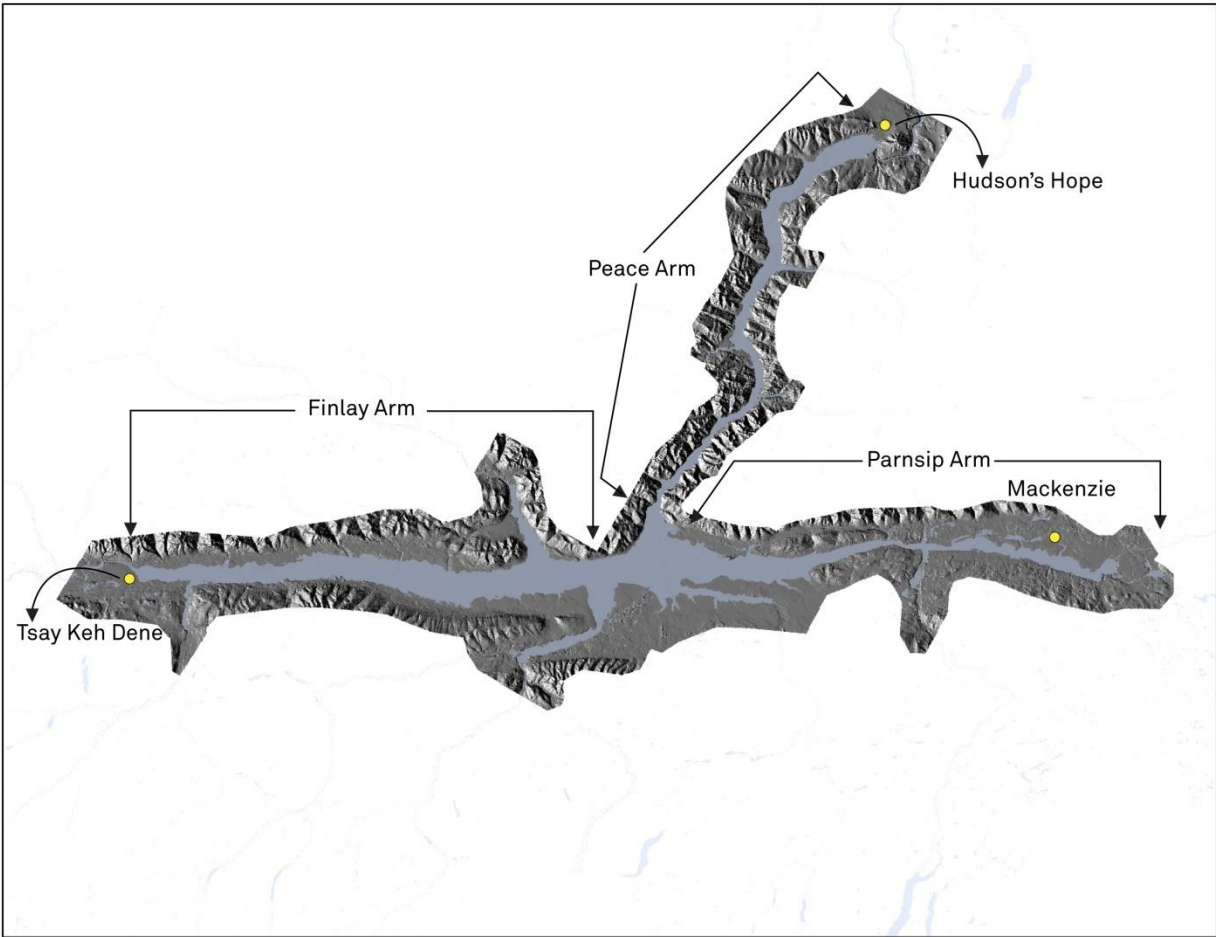 Hudson's Hope
Peace Arm
Finlay Arm
Parnsip Arm
Mackenzie
Tsay Keh Dene